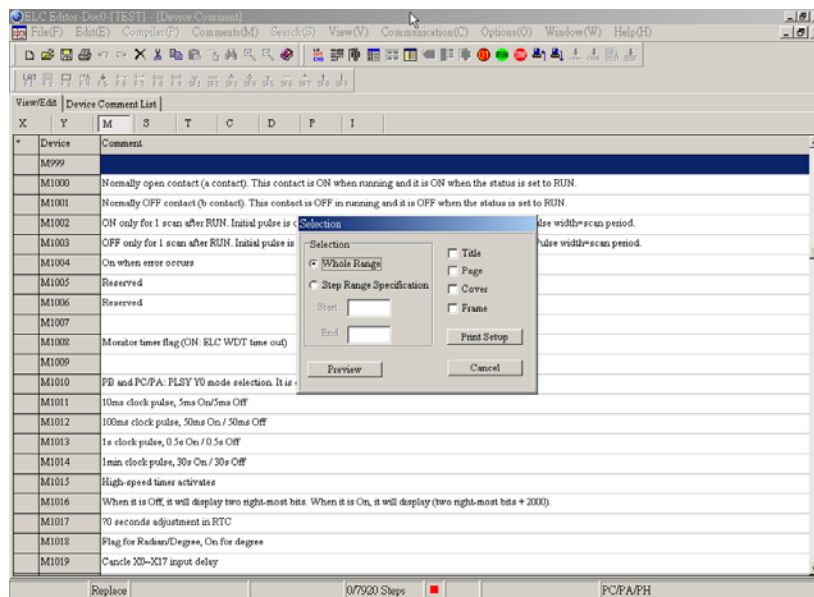 ELC Editor-Doc0-[TEST] - [Device Comment]
File(F) Edit(E) Compiler(P) Comments(M) Search(S) View(V) Communication(C) Options(O) Window(W) Help(H)
View/Edit Device Comment List
X Y M S T C D P I
* Device Comment
M999
M1000 Normally open contact (a contact). This contact is ON when running and it is ON when the status is set to RUN.
M1001 Normally OFF contact (b contact). This contact is OFF in running and it is OFF when the status is set to RUN.
M1002 ON only for 1 scan after RUN. Initial pulse is c lse width=scan period.
M1003 OFF only for 1 scan after RUN. Initial pulse is Pulse width=scan period.
M1004 On when error occurs
M1005 Reserved
M1006 Reserved
M1007
M1008 Monitor timer flag (ON: ELC WDT time out)
M1009
M1010 PB and PC/PA: PLSY Y0 mode selection. It is
M1011 10ms clock pulse, 5ms On/5ms Off
M1012 100ms clock pulse, 50ms On / 50ms Off
M1013 1s clock pulse, 0.5s On / 0.5s Off
M1014 1min clock pulse, 30s On / 30s Off
M1015 High-speed timer activates
M1016 When it is Off, it will display two right-most bits. When it is On, it will display (two right-most bits + 2000).
M1017 ?0 seconds adjustment in RTC
M1018 Flag for Radian/Degree, On for degree
M1019 Cancle X0~X17 input delay
Selection
Selection
Whole Range
Step Range Specification
Start
End
Title
Page
Cover
Frame
Print Setup
Preview
Cancel
Replace 0/7920 Steps PC/PA/PH